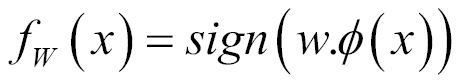 f_W (x) = sign(w.ϕ(x))